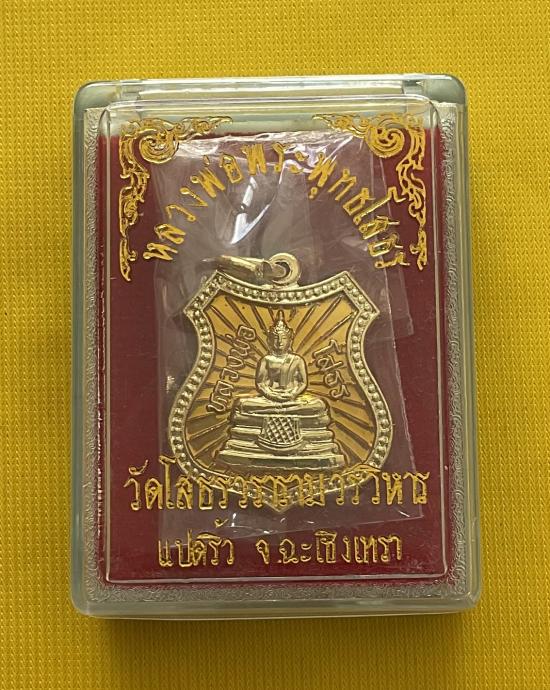 หลวงพ่อพระพุทธโสธร
หลวงพ่อ
โสธร
วัดโสธรวรารามวรวิหาร
แปดริ้ว จ.ฉะเชิงเทรา